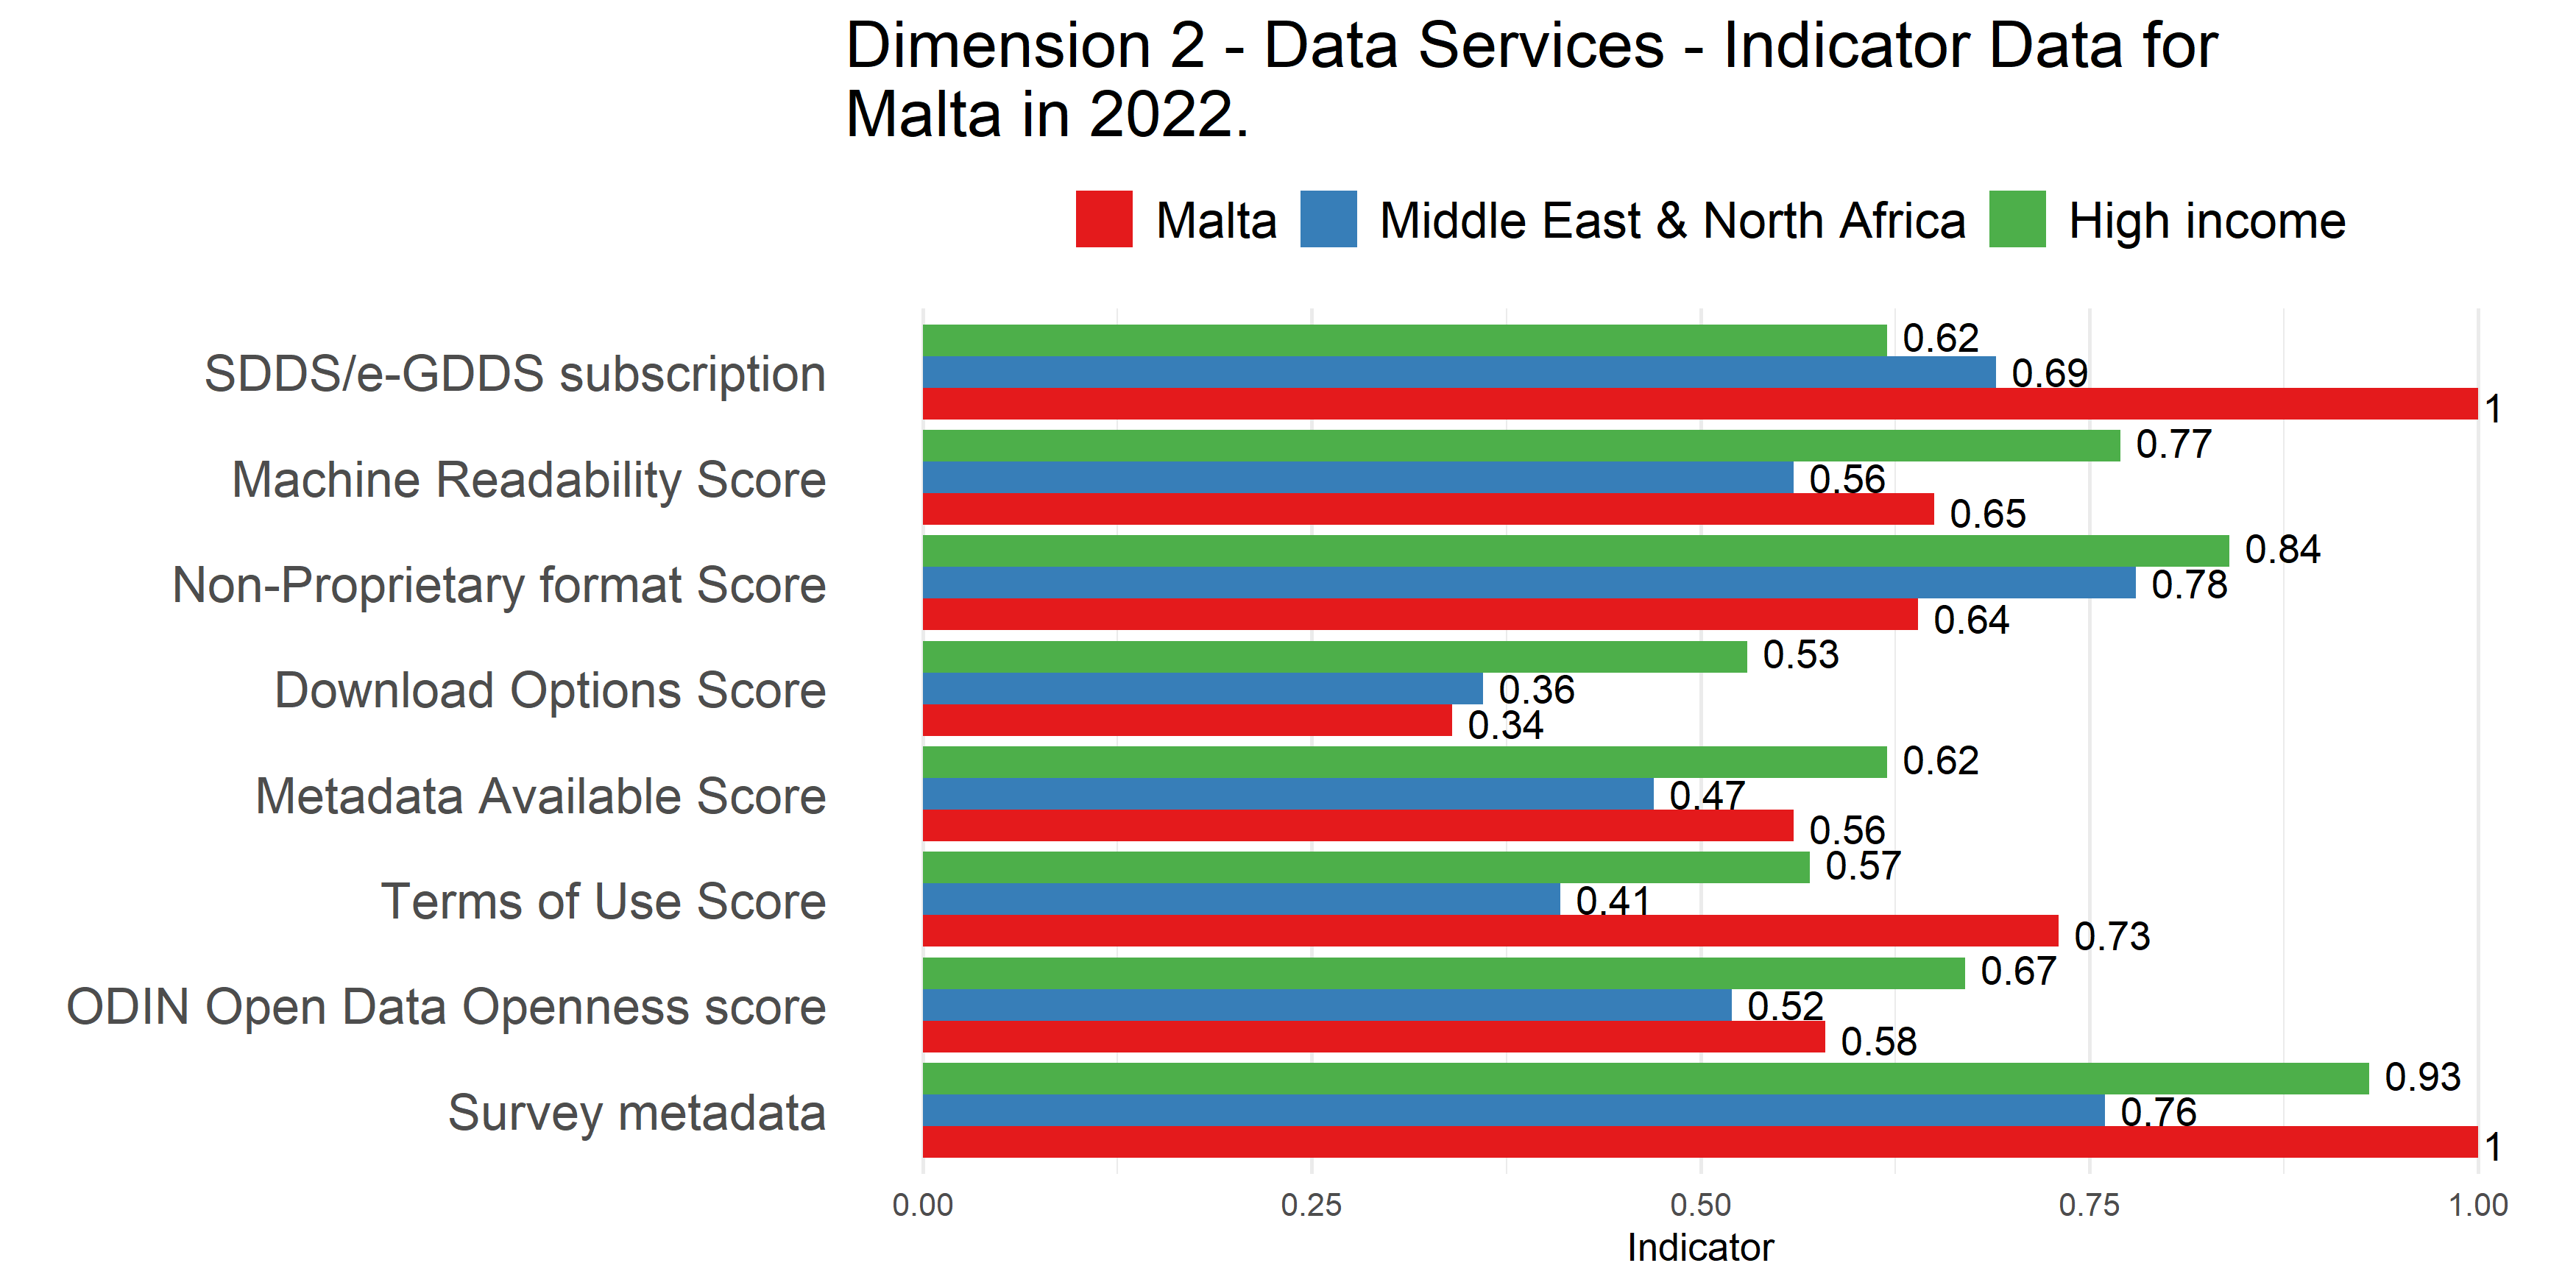 Dimension 2 - Data Services - Indicator Data for
Malta in 2022.
Malta Middle East & North Africa High income
SDDS/e-GDDS subscription
0.62
0.69
1
Machine Readability Score
0.77
0.56
0.65
Non-Proprietary format Score
0.84
0.78
0.64
Download Options Score
0.53
0.36
0.34
Metadata Available Score
0.62
0.47
0.56
Terms of Use Score
0.57
0.41
0.73
ODIN Open Data Openness score
0.67
0.52
0.58
Survey metadata
0.93
0.76
1
0.00 0.25 0.50 0.75 1.00
Indicator